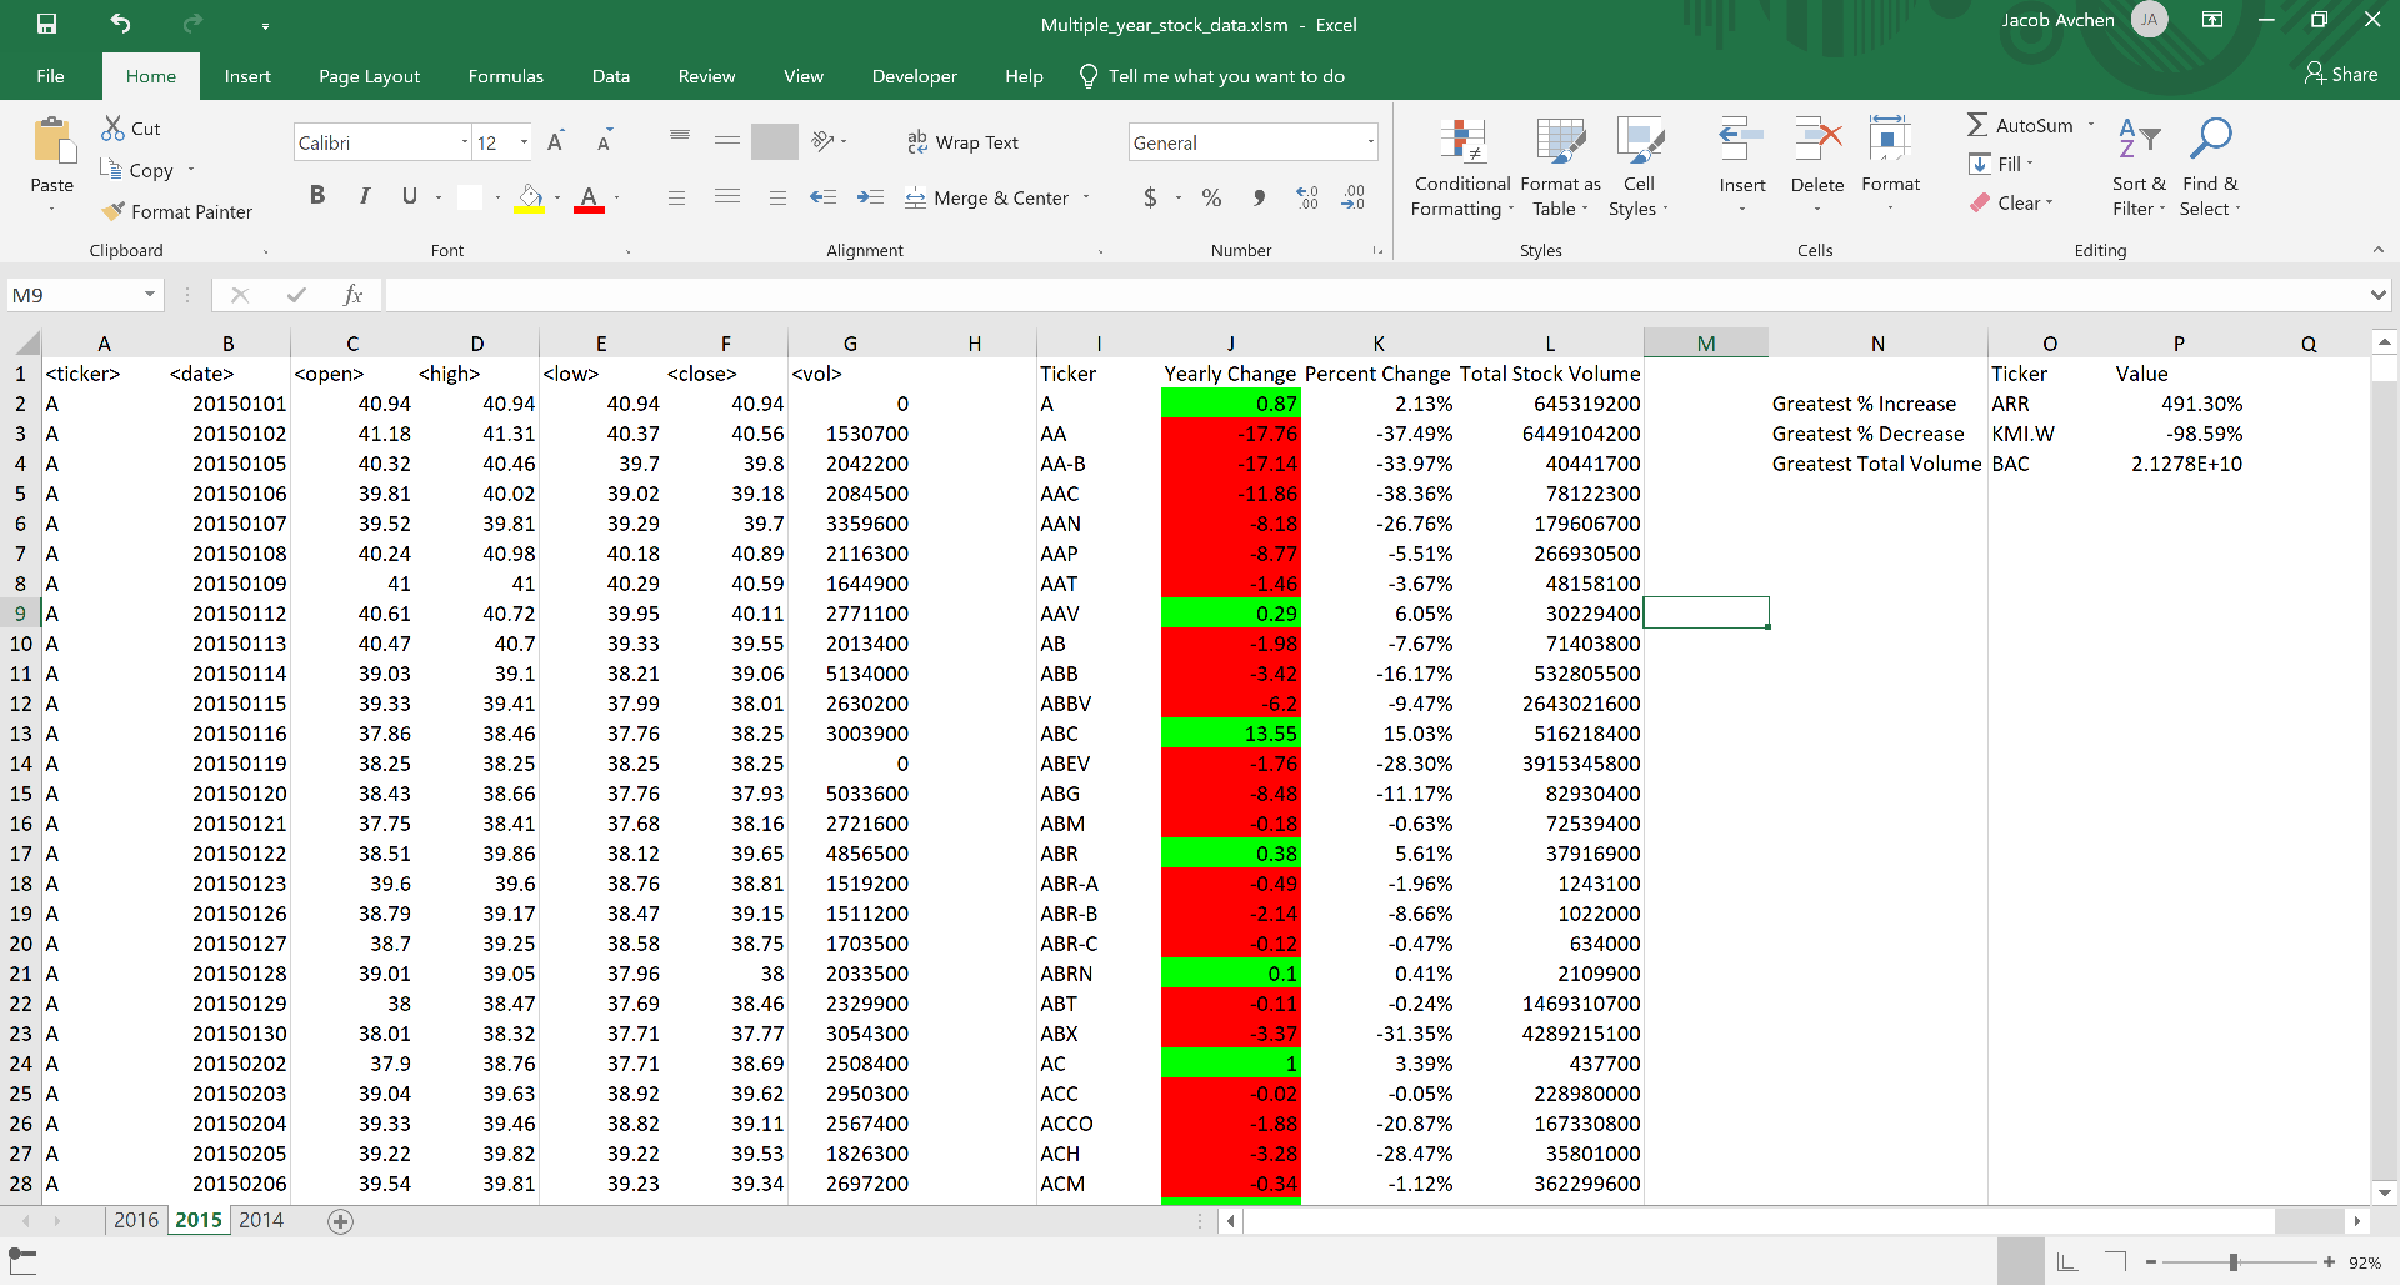 Multiple_year_stock_data.xlsm - Excel
Jacob Avchen JA
File Home Insert Page Layout Formulas Data Review View Developer Help Tell me what you want to do Share
Paste
Cut
Copy
Format Painter
Clipboard
Calibri 12 A A
B I U A
Font
ab c Wrap Text
Merge & Center
Alignment
General
$ % , .0 .00 .00 .0
Number
Conditional Formatting
Format as Table
Cell Styles
Styles
Insert Delete Format
Cells
AutoSum
Fill
Clear
A Z Sort & Filter
Find & Select
Editing
M9 fx
A B C D E F G H I J K L M N O P Q
1 <ticker> <date> <open> <high> <low> <close> <vol> Ticker Yearly Change Percent Change Total Stock Volume Ticker Value
2 A 20150101 40.94 40.94 40.94 40.94 0 A 0.87 2.13% 645319200 Greatest % Increase ARR 491.30%
3 A 20150102 41.18 41.31 40.37 40.56 1530700 AA -17.76 -37.49% 6449104200 Greatest % Decrease KMI.W -98.59%
4 A 20150105 40.32 40.46 39.7 39.8 2042200 AA-B -17.14 -33.97% 40441700 Greatest Total Volume BAC 2.1278E+10
5 A 20150106 39.81 40.02 39.02 39.18 2084500 AAC -11.86 -38.36% 78122300
6 A 20150107 39.52 39.81 39.29 39.7 3359600 AAN -8.18 -26.76% 179606700
7 A 20150108 40.24 40.98 40.18 40.89 2116300 AAP -8.77 -5.51% 266930500
8 A 20150109 41 41 40.29 40.59 1644900 AAT -1.46 -3.67% 48158100
9 A 20150112 40.61 40.72 39.95 40.11 2771100 AAV 0.29 6.05% 30229400
10 A 20150113 40.47 40.7 39.33 39.55 2013400 AB -1.98 -7.67% 71403800
11 A 20150114 39.03 39.1 38.21 39.06 5134000 ABB -3.42 -16.17% 532805500
12 A 20150115 39.33 39.41 37.99 38.01 2630200 ABBV -6.2 -9.47% 2643021600
13 A 20150116 37.86 38.46 37.76 38.25 3003900 ABC 13.55 15.03% 516218400
14 A 20150119 38.25 38.25 38.25 38.25 0 ABEV -1.76 -28.30% 3915345800
15 A 20150120 38.43 38.66 37.76 37.93 5033600 ABG -8.48 -11.17% 82930400
16 A 20150121 37.75 38.41 37.68 38.16 2721600 ABM -0.18 -0.63% 72539400
17 A 20150122 38.51 39.86 38.12 39.65 4856500 ABR 0.38 5.61% 37916900
18 A 20150123 39.6 39.6 38.76 38.81 1519200 ABR-A -0.49 -1.96% 1243100
19 A 20150126 38.79 39.17 38.47 39.15 1511200 ABR-B -2.14 -8.66% 1022000
20 A 20150127 38.7 39.25 38.58 38.75 1703500 ABR-C -0.12 -0.47% 634000
21 A 20150128 39.01 39.05 37.96 38 2033500 ABRN 0.1 0.41% 2109900
22 A 20150129 38 38.47 37.69 38.46 2329900 ABT -0.11 -0.24% 1469310700
23 A 20150130 38.01 38.32 37.71 37.77 3054300 ABX -3.37 -31.35% 4289215100
24 A 20150202 37.9 38.76 37.71 38.69 2508400 AC 1 3.39% 437700
25 A 20150203 39.04 39.63 38.92 39.62 2950300 ACC -0.02 -0.05% 228980000
26 A 20150204 39.33 39.46 38.82 39.11 2567400 ACCO -1.88 -20.87% 167330800
27 A 20150205 39.22 39.82 39.22 39.53 1826300 ACH -3.28 -28.47% 35801000
28 A 20150206 39.54 39.81 39.23 39.34 2697200 ACM -0.34 -1.12% 362299600
2016 2015 2014
92%